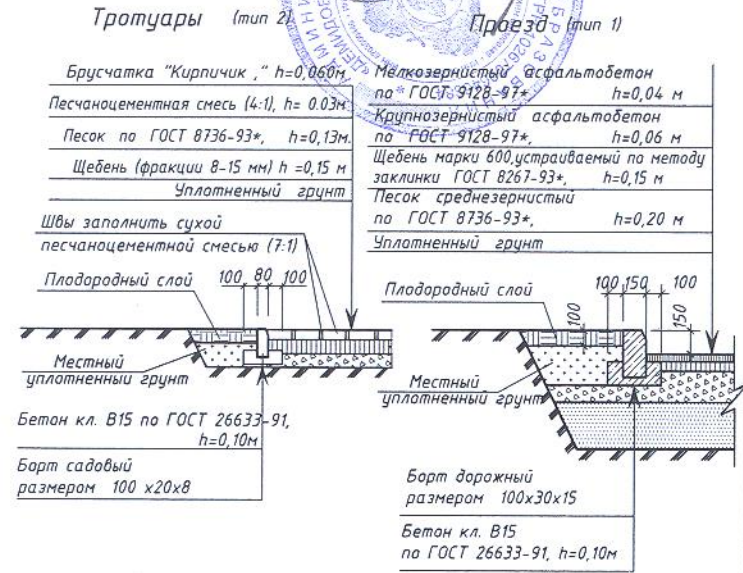 Тротуары (тип 2)
Брусчатка "Кирпичик ," h=0,060м
Песчаноцементная смесь (4:1), h= 0.03м
Песок по ГОСТ 8736-93*, h=0,13м.
Щебень (фракции 8-15 мм) h =0,15 м
Уплотненный грунт
Швы заполнить сухой
песчаноцементной смесью (7:1)
Плодородный слой
100 80 100
Местный
уплотненный грунт
Бетон кл. В15 по ГОСТ 26633-91,
h=0,10м
Борт садовый
размером 100 х20х8
Проезд (тип 1)
Мелкозернистый асфальтобетон
по ГОСТ 9128-97*, h=0,04 м
Крупнозернистый асфальтобетон
по ГОСТ 9128-97*, h=0,06 м
Щебень марки 600,устраиваемый по методу
заклинки ГОСТ 8267-93*, h=0,15 м
Песок среднезернистый
по ГОСТ 8736-93*, h=0,20 м
Уплотненный грунт
Плодородный слой
100 150 100
100
150
Местный
уплотненный грунт
Борт дорожный
размером 100х30х15
Бетон кл. В15
по ГОСТ 26633-91, h=0,10м